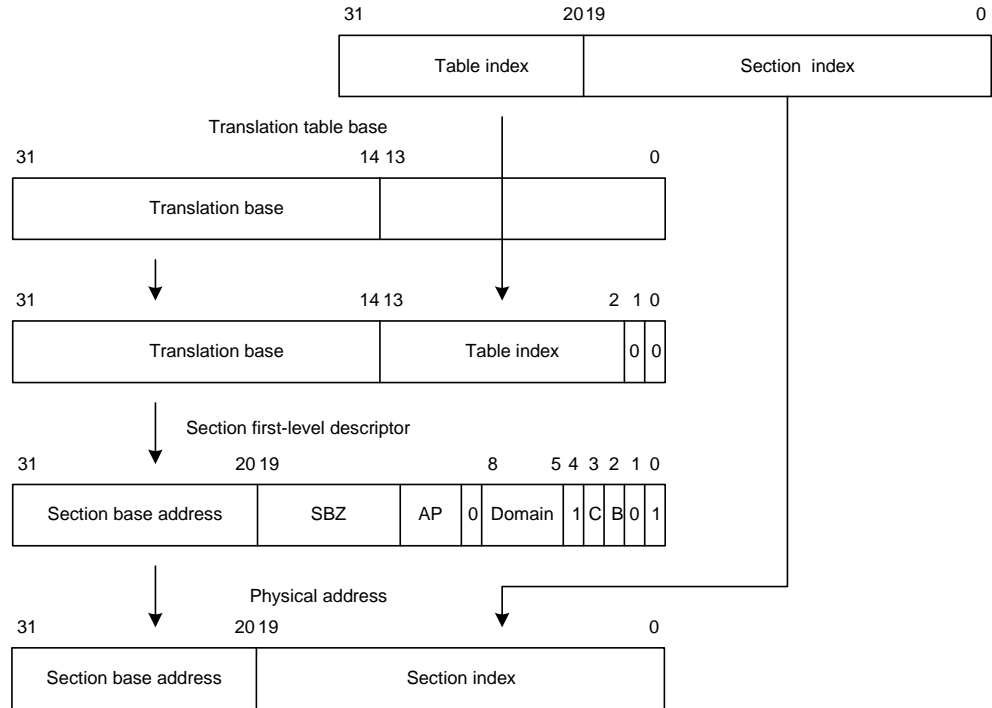 31 20 19 0
Table index Section index
Translation table base
31 14 13 0
Translation base
31 14 13 2 1 0
Translation base Table index 0 0
Section first-level descriptor
31 20 19 8 5 4 3 2 1 0
Section base address SBZ AP 0 Domain 1 C B 0 1
Physical address
31 20 19 0
Section base address Section index